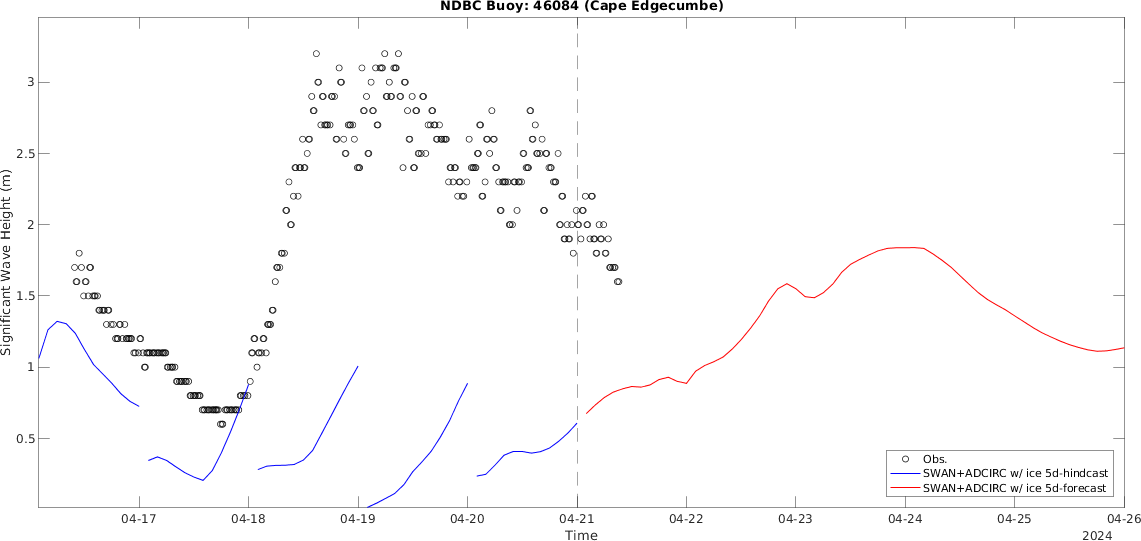 NDBC Buoy: 46084 (Cape Edgecumbe)
Significant Wave Height (m)
3
2.5
2
1.5
1
0.5
Obs.
SWAN+ADCIRC w/ ice 5d-hindcast
SWAN+ADCIRC w/ ice 5d-forecast
04-17 04-18 04-19 04-20 04-21 04-22 04-23 04-24 04-25 04-26
Time
2024